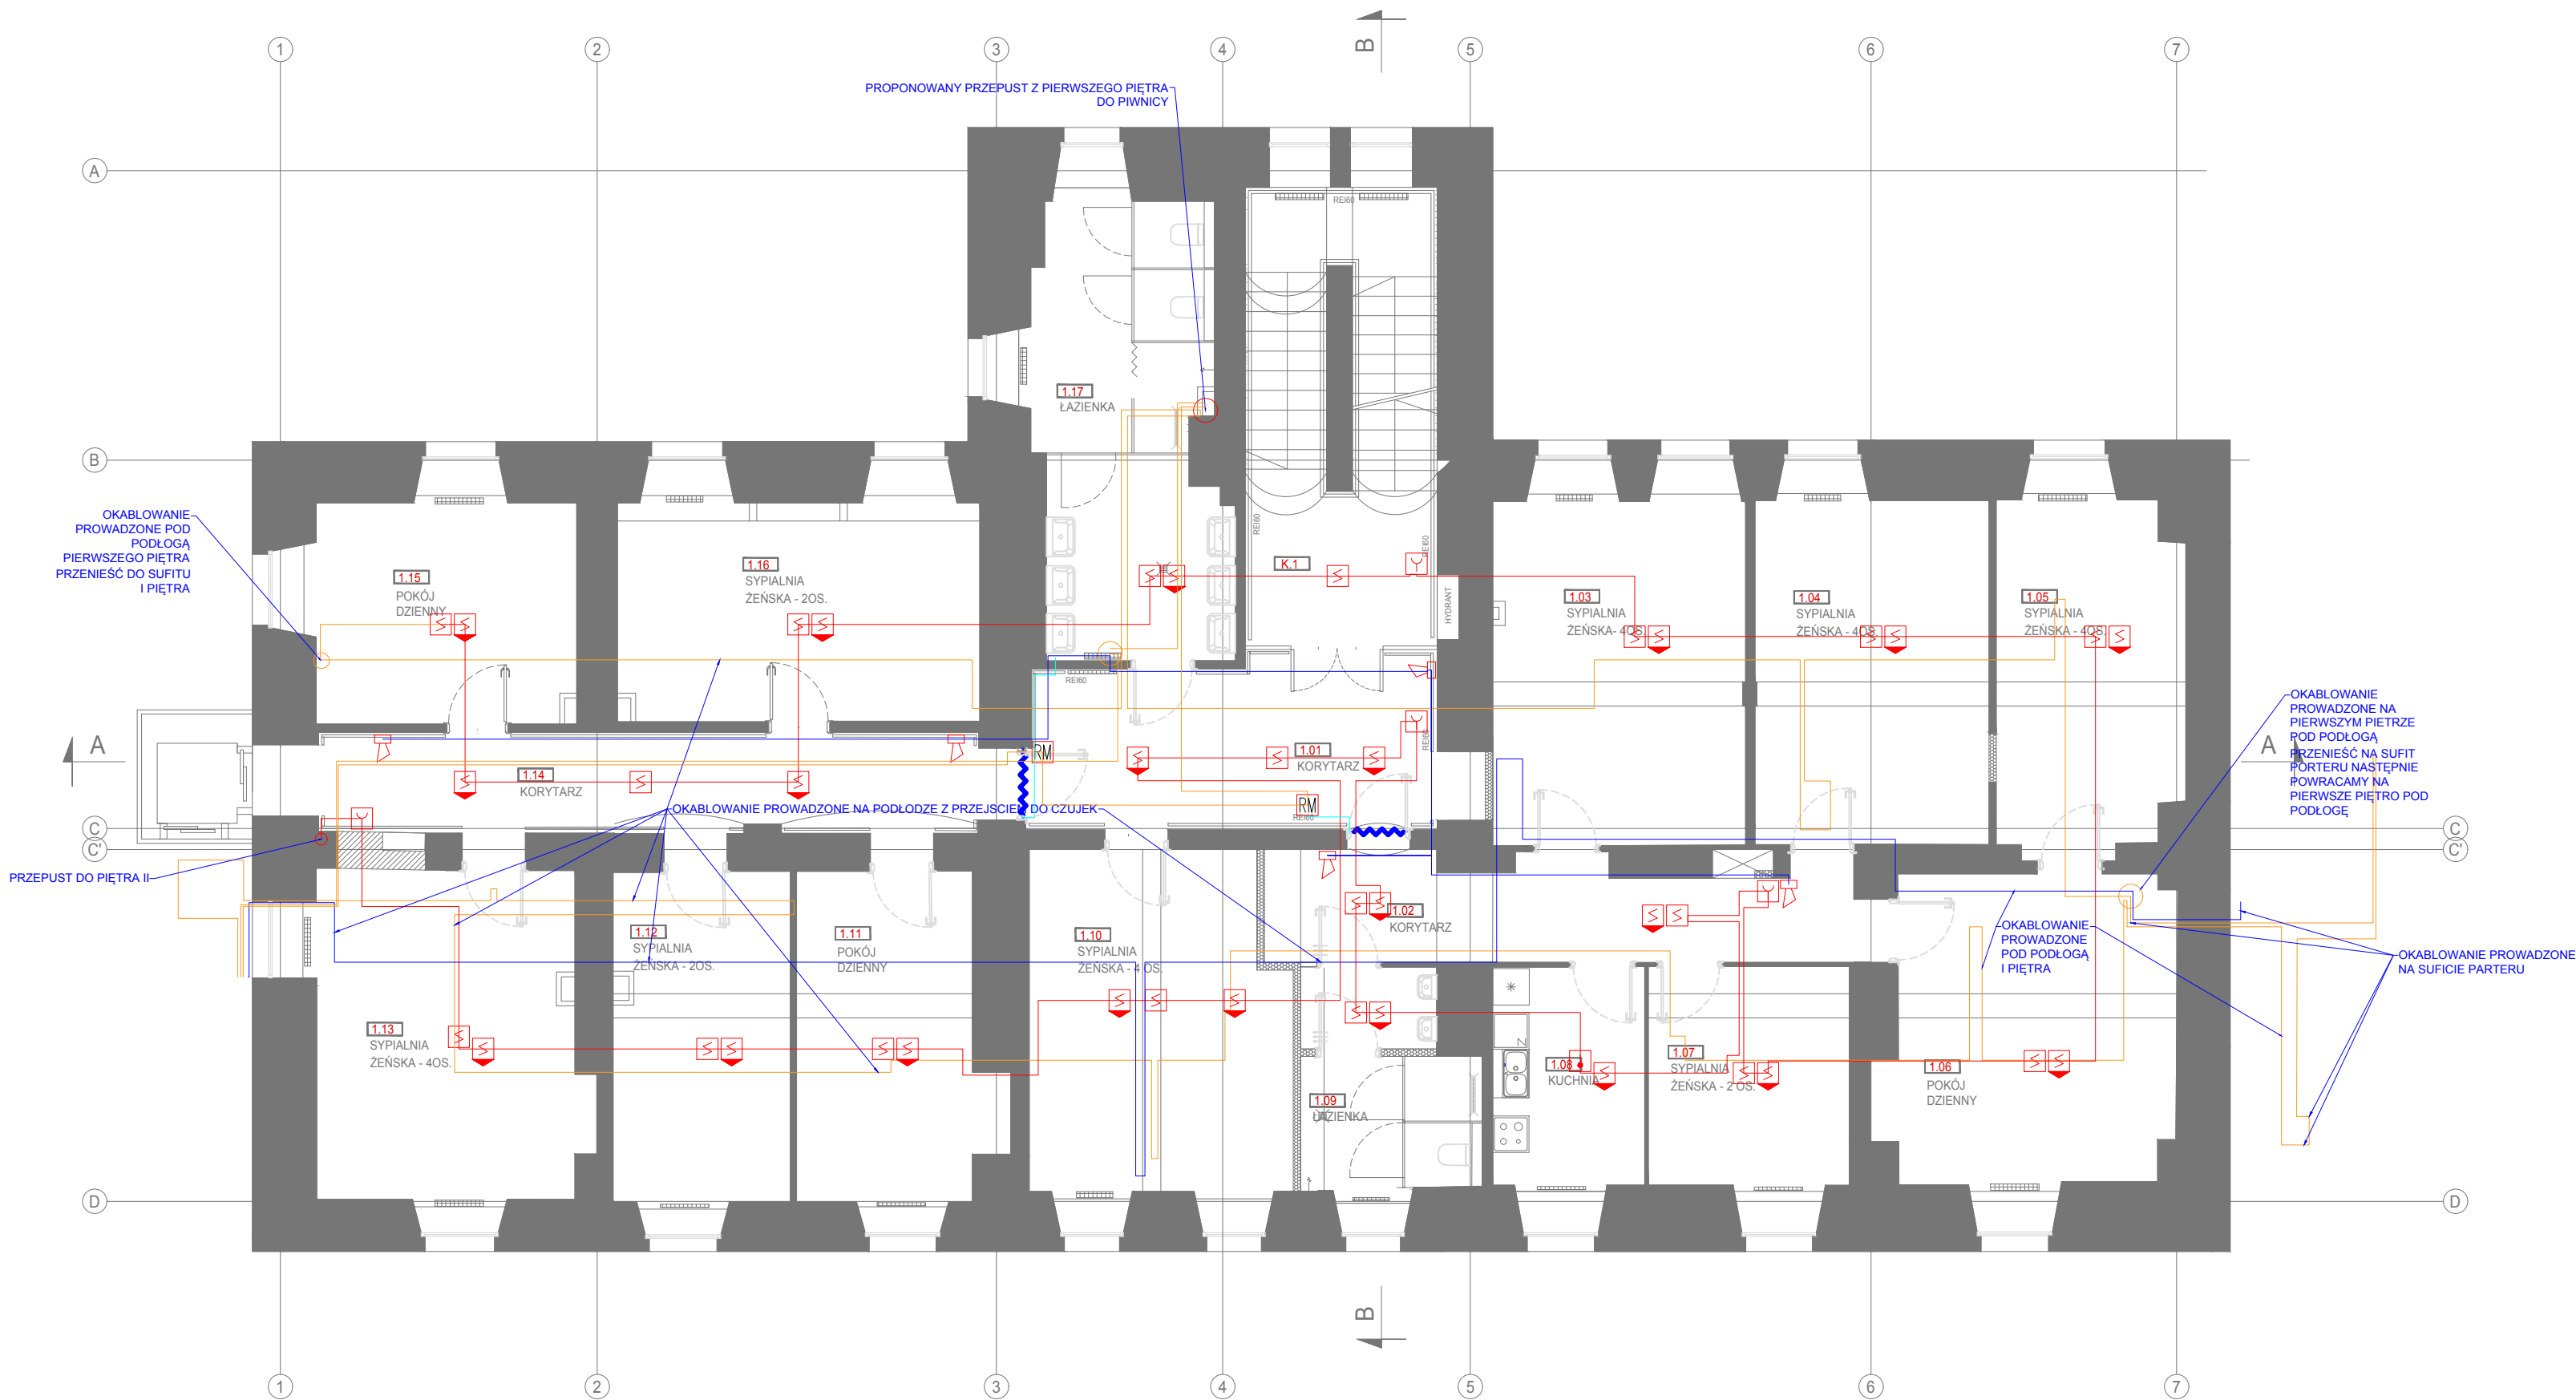 1
2
3
4
5
6
7
B
PROPONOWANY PRZEPUST Z PIERWSZEGO PIĘTRA
DO PIWNICY
A
REI60
1.17
ŁAZIENKA
B
OKABLOWANIE
PROWADZONE POD
PODŁOGĄ
PIERWSZEGO PIĘTRA
PRZENIEŚĆ DO SUFITU
I PIĘTRA
1.15
POKÓJ
DZIENNY
1.16
SYPIALNIA
ŻEŃSKA - 2OS.
REI60
REI60
K.1
HYDRANT
1.03
SYPIALNIA
ŻEŃSKA- 4OS.
1.04
SYPIALNIA
ŻEŃSKA - 4OS.
1.05
SYPIALNIA
ŻEŃSKA - 4OS.
REI60
REI60
OKABLOWANIE
PROWADZONE NA
PIERWSZYM PIETRZE
POD PODŁOGĄ
PRZENIEŚĆ NA SUFIT
PORTERU NASTĘPNIE
POWRACAMY NA
PIERWSZE PIĘTRO POD
PODŁOGĘ
A
A
RM
1.01
KORYTARZ
1.14
KORYTARZ
RM
REI60
OKABLOWANIE PROWADZONE NA PODŁODZE Z PRZEJSCIEM DO CZUJEK
C
C'
C
C'
PRZEPUST DO PIĘTRA II
1.12
SYPIALNIA
ŻEŃSKA - 2OS.
1.11
POKÓJ
DZIENNY
1.10
SYPIALNIA
ŻEŃSKA - 4 OS.
1.02
KORYTARZ
OKABLOWANIE
PROWADZONE
POD PODŁOGĄ
I PIĘTRA
OKABLOWANIE PROWADZONE
NA SUFICIE PARTERU
1.13
SYPIALNIA
ŻEŃSKA - 4OS.
Z
1.08
KUCHNIA
1.07
SYPIALNIA
ŻEŃSKA - 2 OS.
1.06
POKÓJ
DZIENNY
1.09
ŁAZIENKA
D
D
B
1
2
3
4
5
6
7